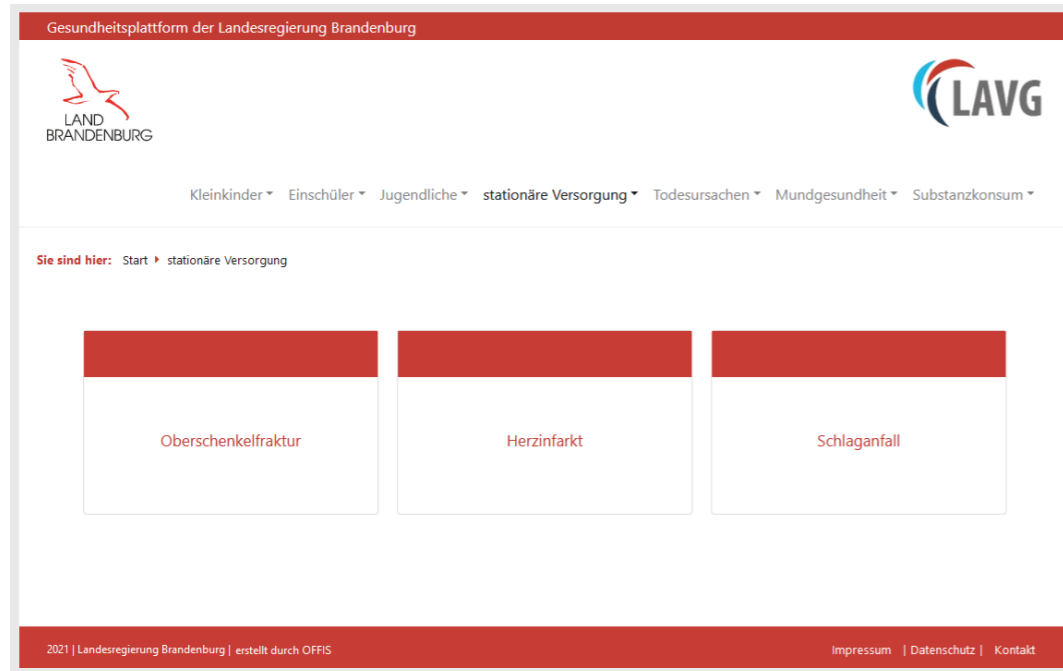 Gesundheitsplattform der Landesregierung Brandenburg
LAND
BRANDENBURG
LAVG
Kleinkinder Einschüler Jugendliche stationäre Versorgung Todesursachen Mundgesundheit Substanzkonsum
Sie sind hier: Start stationäre Versorgung
Oberschenkelfraktur Herzinfarkt Schlaganfall
2021 | Landesregierung Brandenburg | erstellt durch OFFIS Impressum | Datenschutz | Kontakt